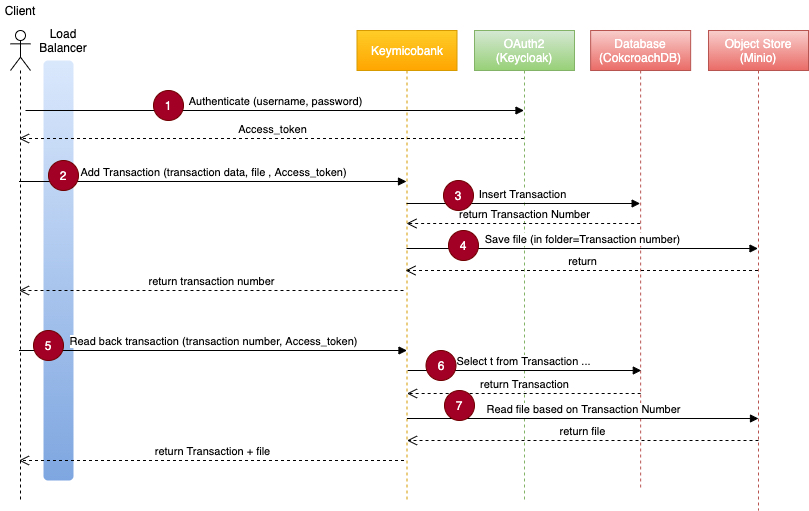 Client
Load
Balancer
Keymicobank
OAuth2
(Keycloak)
Database
(CokcroachDB)
Object Store
(Minio)
1
Authenticate (username, password)
Access_token
2
Add Transaction (transaction data, file , Access_token)
3
Insert Transaction
return Transaction Number
4
Save file (in folder=Transaction number)
return
return transaction number
5
Read back transaction (transaction number, Access_token)
6
Select t from Transaction ...
return Transaction
7
Read file based on Transaction Number
return file
return Transaction + file